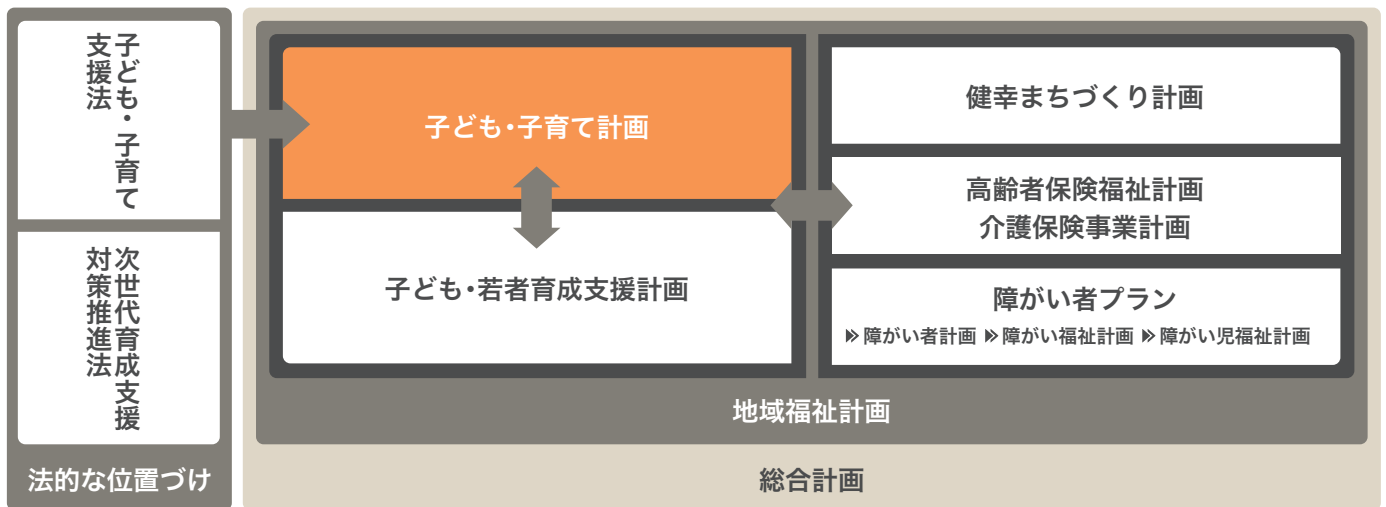 子ども・子育て
支援法
次世代育成支援
対策推進法
法的な位置づけ
子ども・子育て計画
子ども・若者育成支援計画
健幸まちづくり計画
高齢者保険福祉計画
介護保険事業計画
障がい者プラン
障がい者計画 障がい福祉計画 障がい児福祉計画
地域福祉計画
総合計画